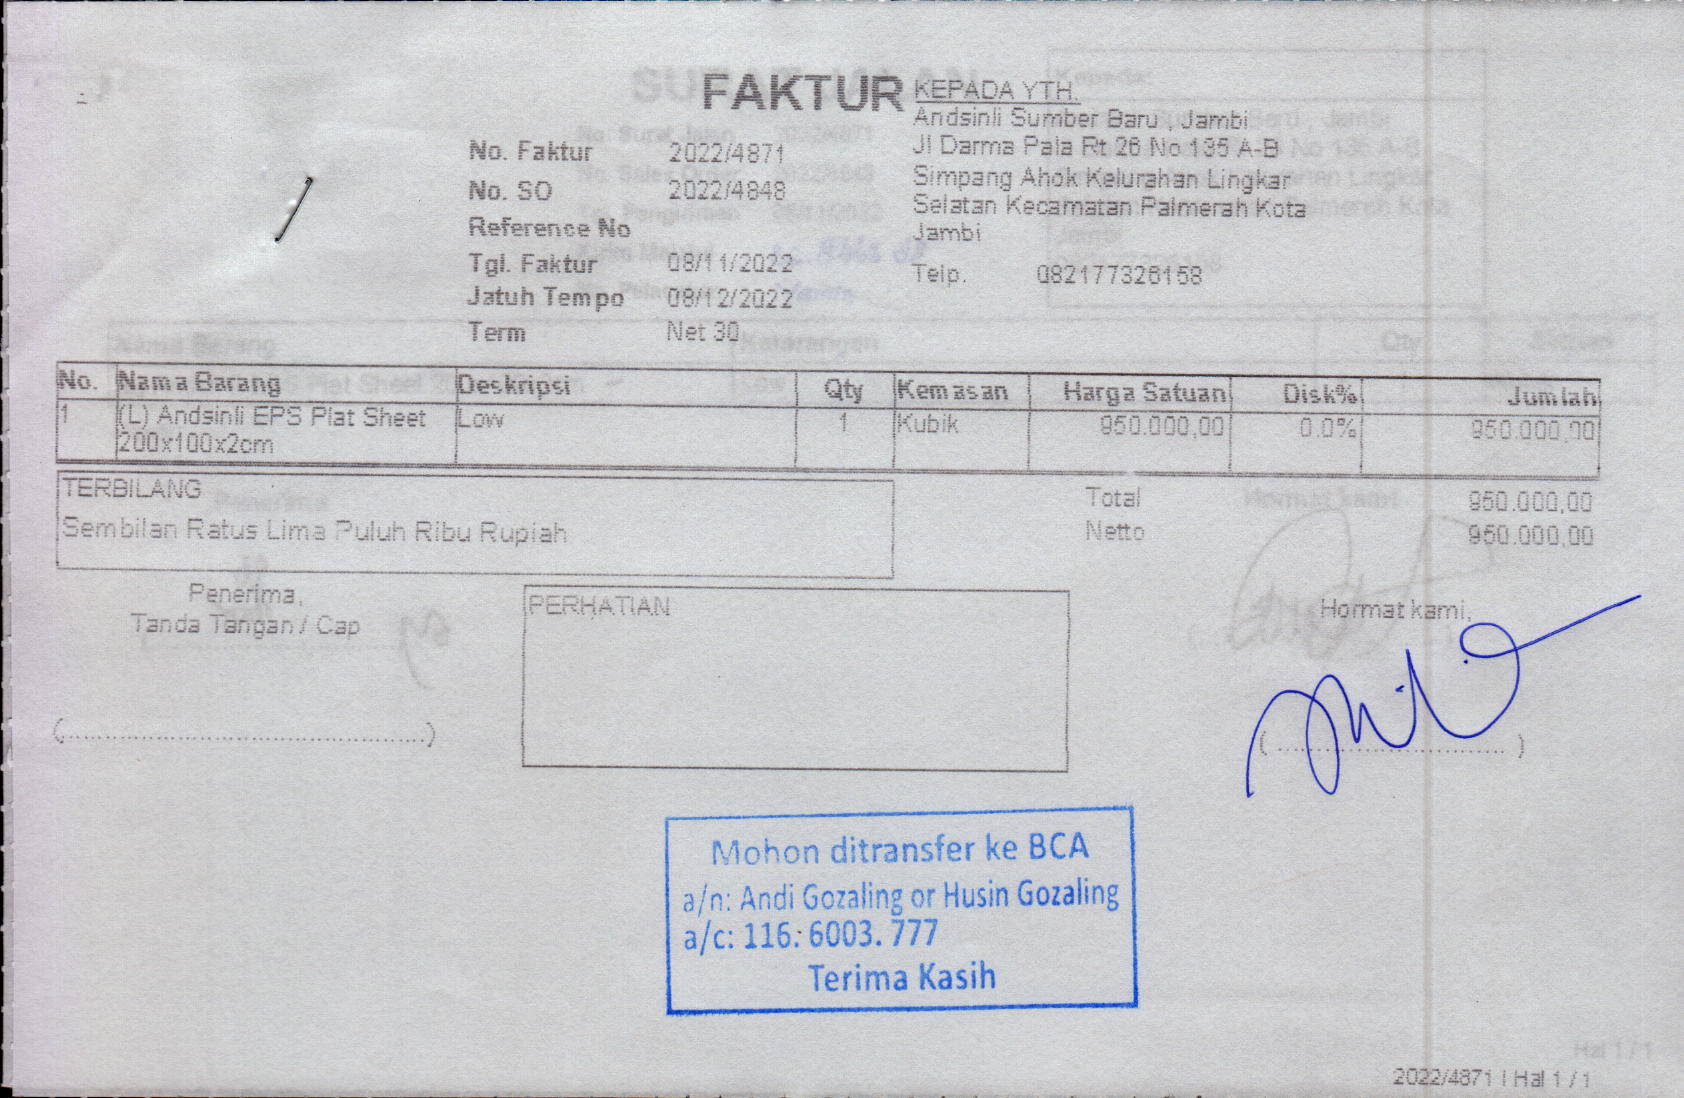 FAKTUR
KEPADA YTH.
Andsinli Sumber Baru , Jambi
Jl Darma Pala Rt 26 No 135 A-B
Simpang Ahok Kelurahan Lingkar
Selatan Kecamatan Palmerah Kota
Jambi
Telp. 082177326158
No. Faktur 2022/4871
No. SO 2022/4848
Reference No
Tgl. Faktur 08/11/2022
Jatuh Tempo 08/12/2022
Term Net 30
No. Nama Barang Deskripsi Qty Kemasan Harga Satuan Disk% Jumlah
1 (L) Andsinli EPS Plat Sheet Low 1 Kubik 950.000,00 0.0% 950.000,00
200x100x2cm
TERBILANG
Sembilan Ratus Lima Puluh Ribu Rupiah
Total 950.000,00
Netto 950.000,00
Penerima,
Tanda Tangan / Cap
(................................................)
PERHATIAN
Hormat kami,
( ................................ )
Mohon ditransfer ke BCA
a/n: Andi Gozaling or Husin Gozaling
a/c: 116. 6003. 777
Terima Kasih
Hal 1 / 1
2022/4871 | Hal 1 / 1